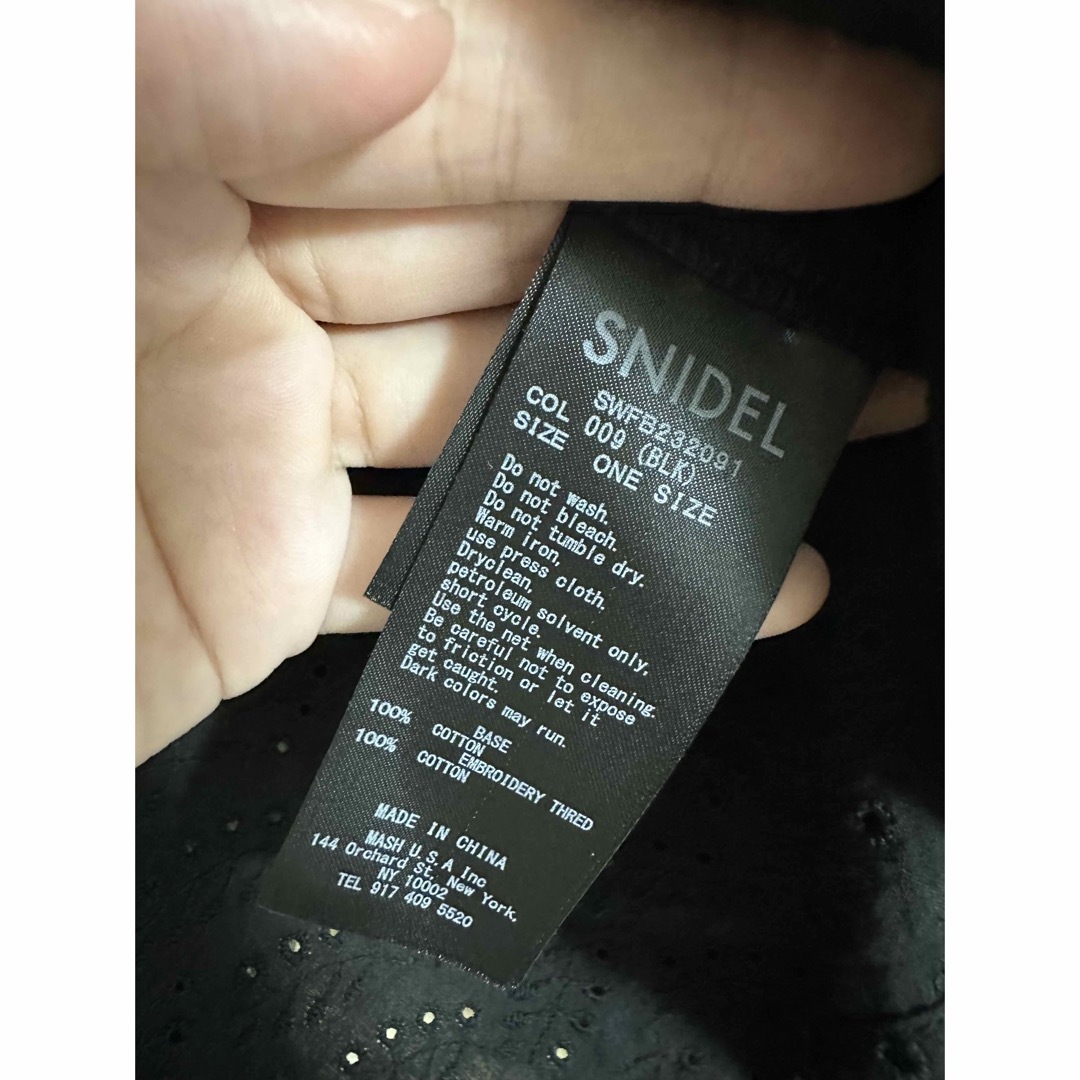 SNIDEL
SWFB232091
COL 009 (BLK)
SIZE ONE SIZE
Do not wash.
Do not bleach.
Do not tumble dry.
Warm iron,
use press cloth.
Dryclean,
petroleum solvent only,
short cycle.
Use the net when cleaning.
Be careful not to expose
to friction or let it
get caught.
Dark colors may run.
BASE
100% COTTON
EMBROIDERY THRED
100% COTTON
MADE IN CHINA
MASH U.S.A Inc
144 Orchard St, New York,
NY 10002
TEL 917 409 5520